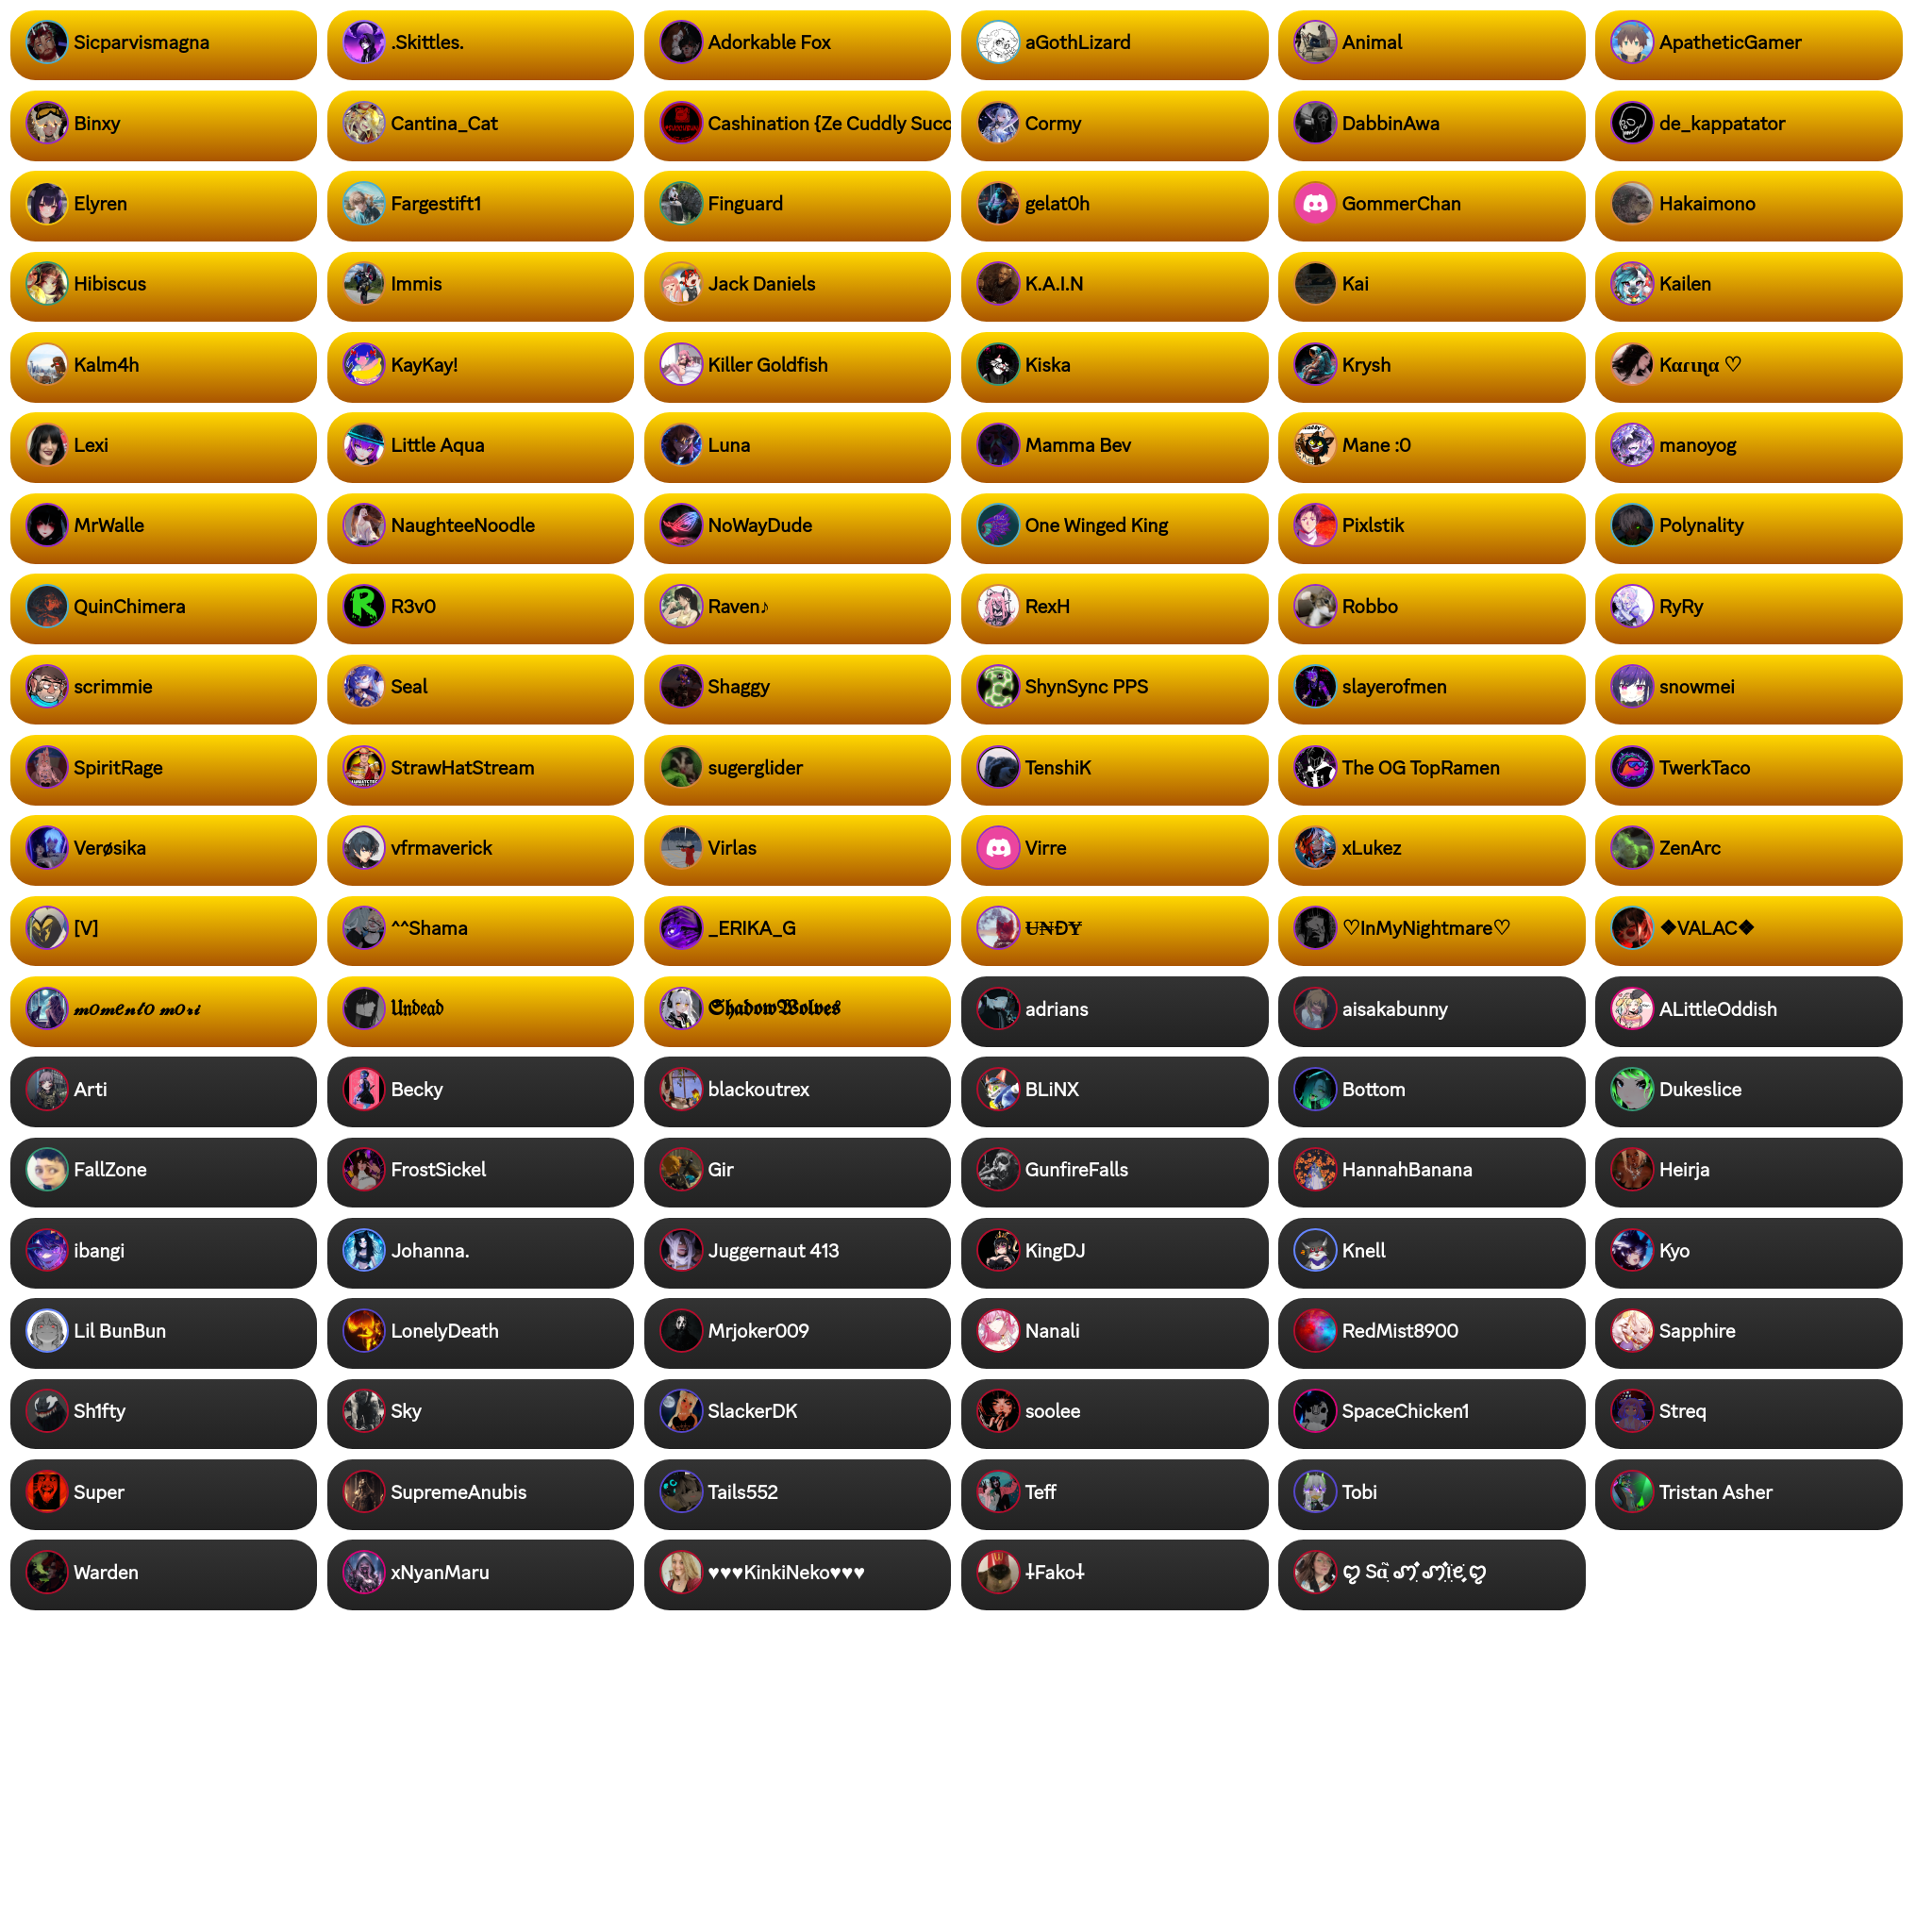 Sicparvismagna
.Skittles.
Adorkable Fox
aGothLizard
Animal
ApatheticGamer
Binxy
Cantina_Cat
Cashination {Ze Cuddly Succ
Cormy
DabbinAwa
de_kappatator
Elyren
Fargestift1
Finguard
gelat0h
GommerChan
Hakaimono
Hibiscus
Immis
Jack Daniels
K.A.I.N
Kai
Kailen
Kalm4h
KayKay!
Killer Goldfish
Kiska
Krysh
Kαɾιɳα ♡
Lexi
Little Aqua
Luna
Mamma Bev
Mane :0
manoyog
MrWalle
NaughteeNoodle
NoWayDude
One Winged King
Pixlstik
Polynality
QuinChimera
R3v0
Raven♪
RexH
Robbo
RyRy
scrimmie
Seal
Shaggy
ShynSync PPS
slayerofmen
snowmei
SpiritRage
StrawHatStream
sugerglider
TenshiK
The OG TopRamen
TwerkTaco
Verøsika
vfrmaverick
Virlas
Virre
xLukez
ZenArc
[V]
^^Shama
_ERIKA_G
U̶₦ĐɎ
♡InMyNightmare♡
❖VALAC❖
𝓶𝓸𝓶𝓮𝓷𝓽𝓸 𝓶𝓸𝓻𝓲
𝔘𝔫𝔡𝔢𝔞𝔡
𝕾𝖍𝖆𝖉𝖔𝖜𝖂𝖔𝖑𝖛𝖊𝖘
adrians
aisakabunny
ALittleOddish
Arti
Becky
blackoutrex
BLiNX
Bottom
Dukeslice
FallZone
FrostSickel
Gir
GunfireFalls
HannahBanana
Heirja
ibangi
Johanna.
Juggernaut 413
KingDJ
Knell
Kyo
Lil BunBun
LonelyDeath
Mrjoker009
Nanali
RedMist8900
Sapphire
Sh1fty
Sky
SlackerDK
soolee
SpaceChicken1
Streq
Super
SupremeAnubis
Tails552
Teff
Tobi
Tristan Asher
Warden
xNyanMaru
♥♥♥KinkiNeko♥♥♥
⸸Fako⸸